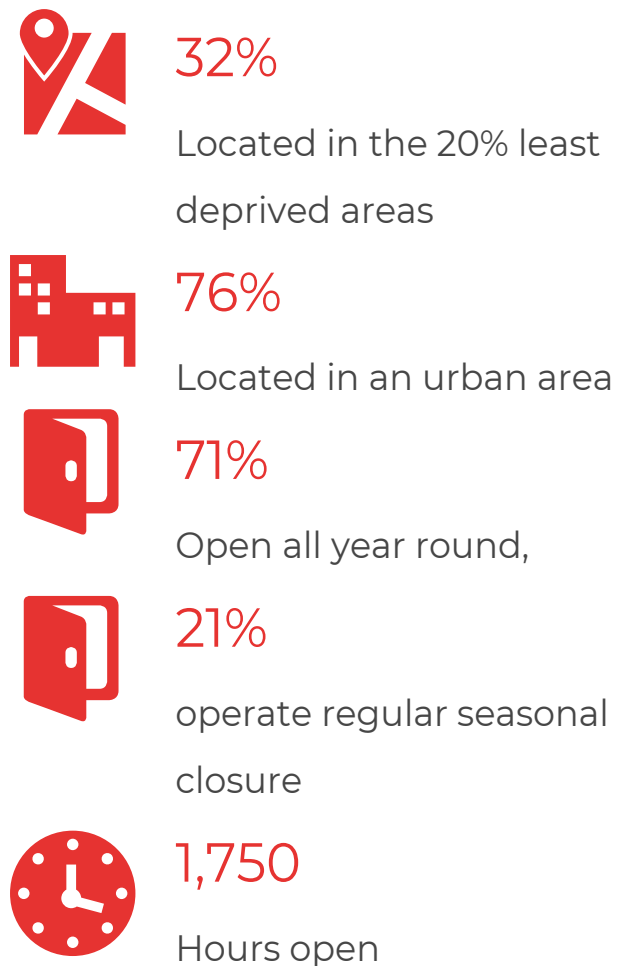 32%
Located in the 20% least
deprived areas
76%
Located in an urban area
71%
Open all year round,
21%
operate regular seasonal
closure
1,750
Hours open